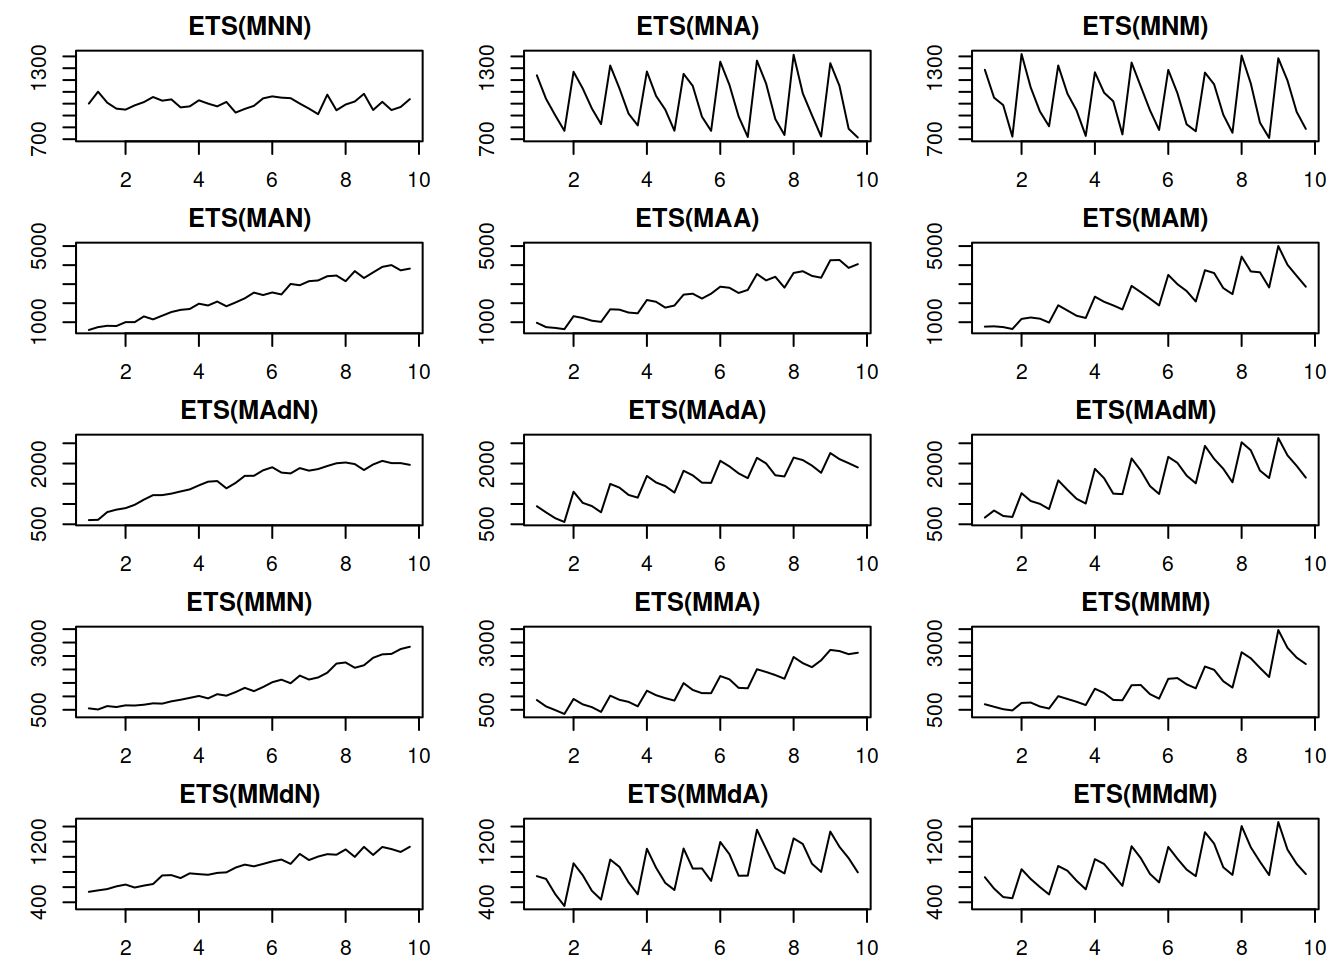 ETS(MNN) ETS(MNA) ETS(MNM)
700 1300 700 1300 700 1300
2 4 6 8 10 2 4 6 8 10 2 4 6 8 10
ETS(MAN) ETS(MAA) ETS(MAM)
1000 5000 1000 5000 1000 5000
2 4 6 8 10 2 4 6 8 10 2 4 6 8 10
ETS(MAdN) ETS(MAdA) ETS(MAdM)
500 2000 500 2000 500 2000
2 4 6 8 10 2 4 6 8 10 2 4 6 8 10
ETS(MMN) ETS(MMA) ETS(MMM)
500 3000 500 3000 500 3000
2 4 6 8 10 2 4 6 8 10 2 4 6 8 10
ETS(MMdN) ETS(MMdA) ETS(MMdM)
400 1200 400 1200 400 1200
2 4 6 8 10 2 4 6 8 10 2 4 6 8 10